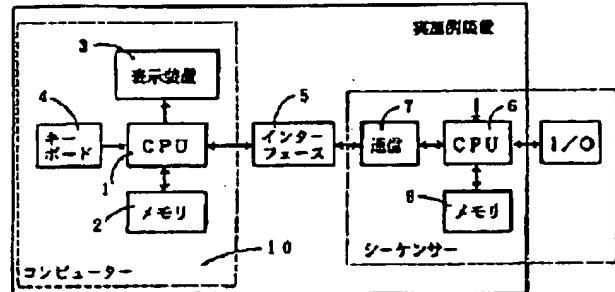 実施例装置
3
表示装置
4
キー
ボード
CPU
1
2
メモリ
コンピューター
10
5
インター
フェース
7
通信
CPU
6
8
メモリ
I/O
シーケンサー